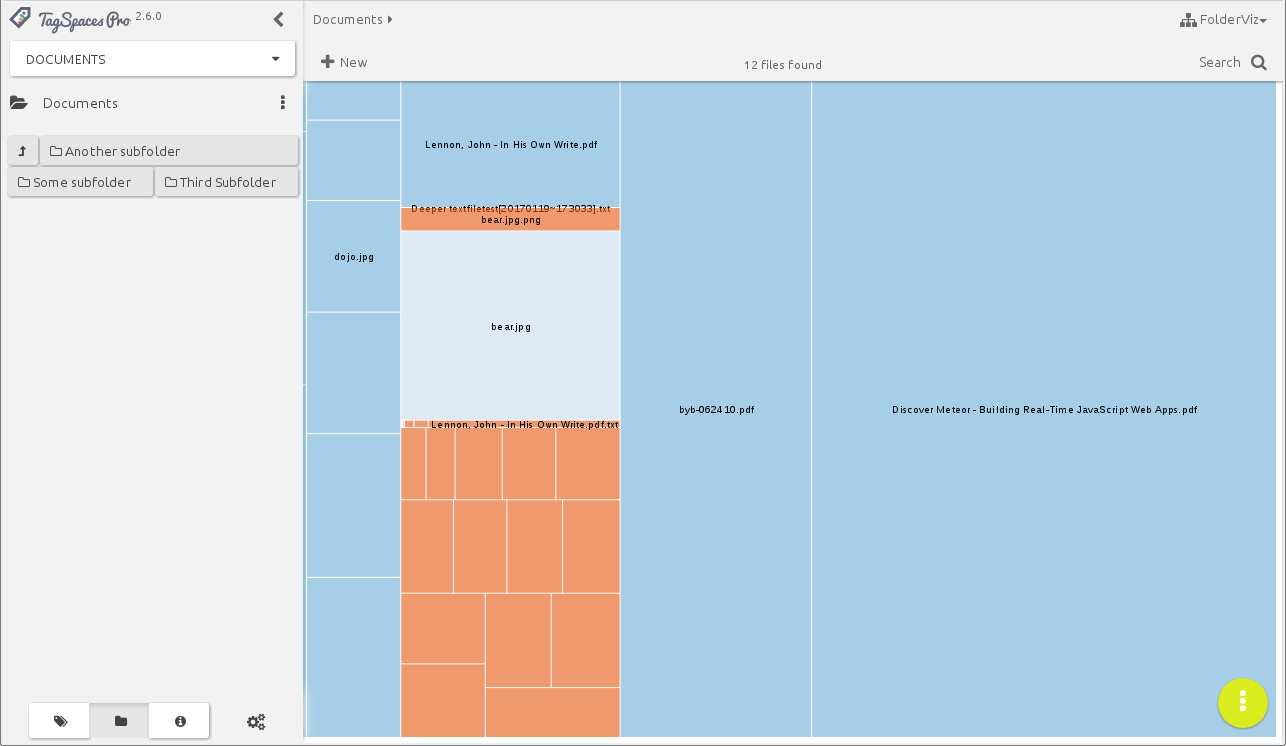 TagSpaces Pro 2.6.0
Documents
FolderViz
DOCUMENTS
New
12 files found
Search
Documents
Another subfolder
Some subfolder
Third Subfolder
Lennon, John - In His Own Write.pdf
Deeper textfiletest[20170119~173033].txt
bear.jpg.png
dojo.jpg
bear.jpg
byb-062410.pdf
Discover Meteor - Building Real-Time JavaScript Web Apps.pdf
Lennon, John - In His Own Write.pdf.txt